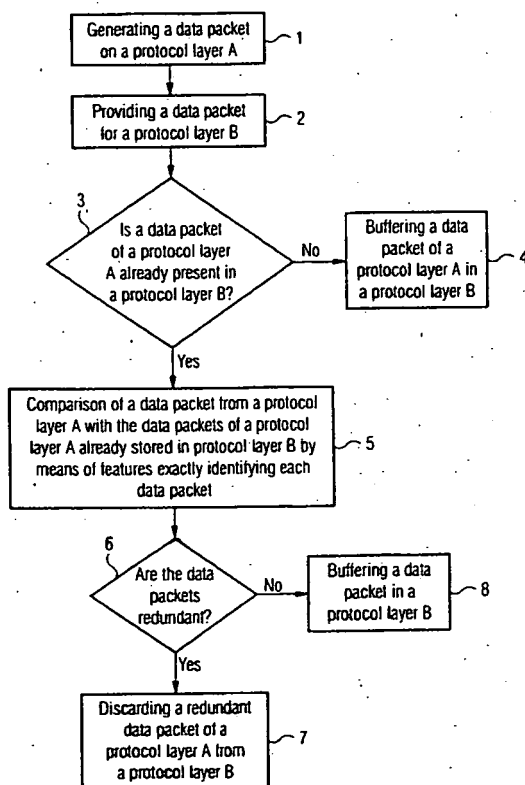 Generating a data packet
on a protocol layer A
1
Providing a data packet
for a protocol layer B
2
3
Is a data packet
of a protocol layer
A already present in
a protocol layer B?
No
Buffering a data
packet of a
protocol layer A in
a protocol layer B
4
Yes
Comparison of a data packet from a protocol
layer A with the data packets of a protocol
layer A already stored in protocol layer B by
means of features exactly identifying each
data packet
5
6
Are the data
packets
redundant?
No
Buffering a data
packet in a
protocol layer B
8
Yes
Discarding a redundant
data packet of a
protocol layer A from
a protocol layer B
7